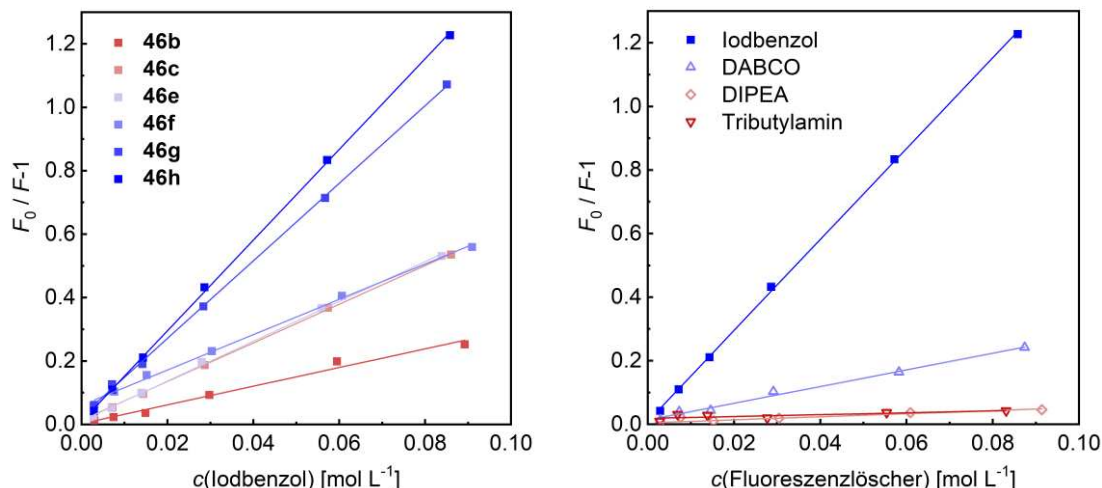 46b
46c
46e
46f
46g
46h
1.2
1.0
0.8
0.6
0.4
0.2
0.0
F₀ / F-1
0.00 0.02 0.04 0.06 0.08 0.10
c(Iodbenzol) [mol L⁻¹]
Iodbenzol
DABCO
DIPEA
Tributylamin
1.2
1.0
0.8
0.6
0.4
0.2
0.0
F₀ / F-1
0.00 0.02 0.04 0.06 0.08 0.10
c(Fluoreszenzlöscher) [mol L⁻¹]